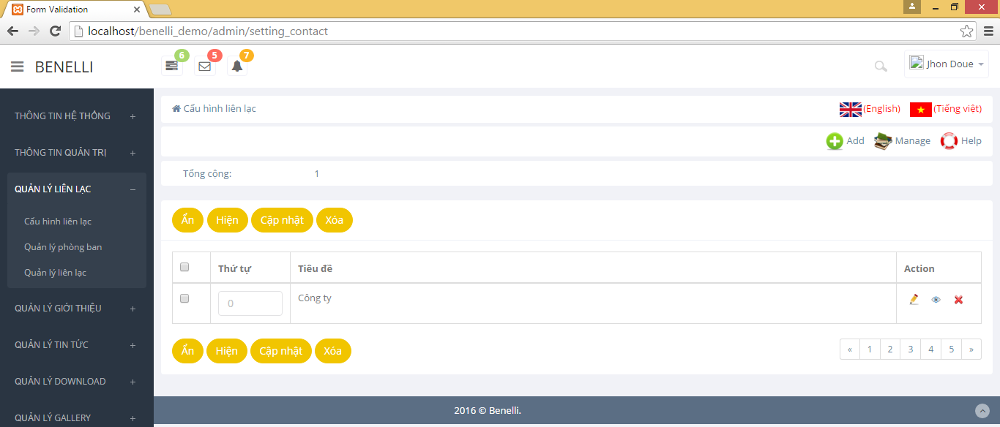 Form Validation
localhost/benelli_demo/admin/setting_contact
BENELLI
6
5
7
Jhon Doue
THÔNG TIN HỆ THỐNG +
THÔNG TIN QUẢN TRỊ +
QUẢN LÝ LIÊN LẠC –
Cấu hình liên lạc
Quản lý phòng ban
Quản lý liên lạc
QUẢN LÝ GIỚI THIỆU +
QUẢN LÝ TIN TỨC +
QUẢN LÝ DOWNLOAD +
QUẢN LÝ GALLERY +
Cấu hình liên lạc
(English) (Tiếng việt)
Add Manage Help
Tổng cộng: 1
Ẩn Hiện Cập nhật Xóa
Thứ tự Tiêu đề Action
0 Công ty
Ẩn Hiện Cập nhật Xóa
« 1 2 3 4 5 »
2016 © Benelli.